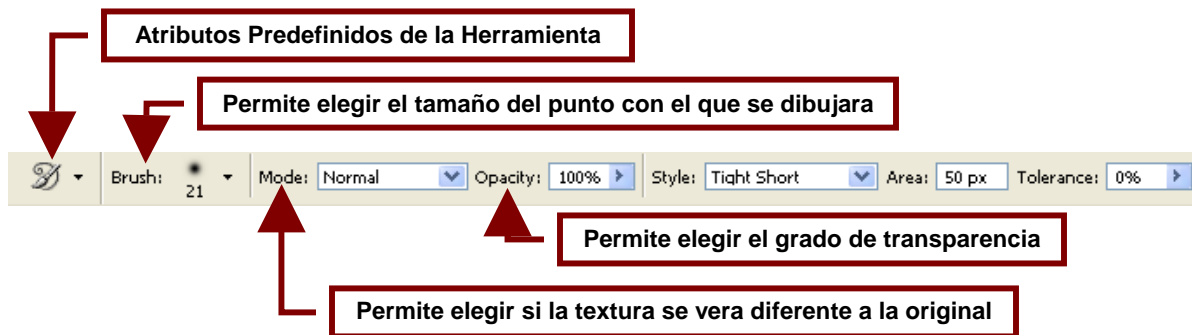 Atributos Predefinidos de la Herramienta
Permite elegir el tamaño del punto con el que se dibujara
Brush: 21 Mode: Normal Opacity: 100% Style: Tight Short Area: 50 px Tolerance: 0%
Permite elegir el grado de transparencia
Permite elegir si la textura se vera diferente a la original